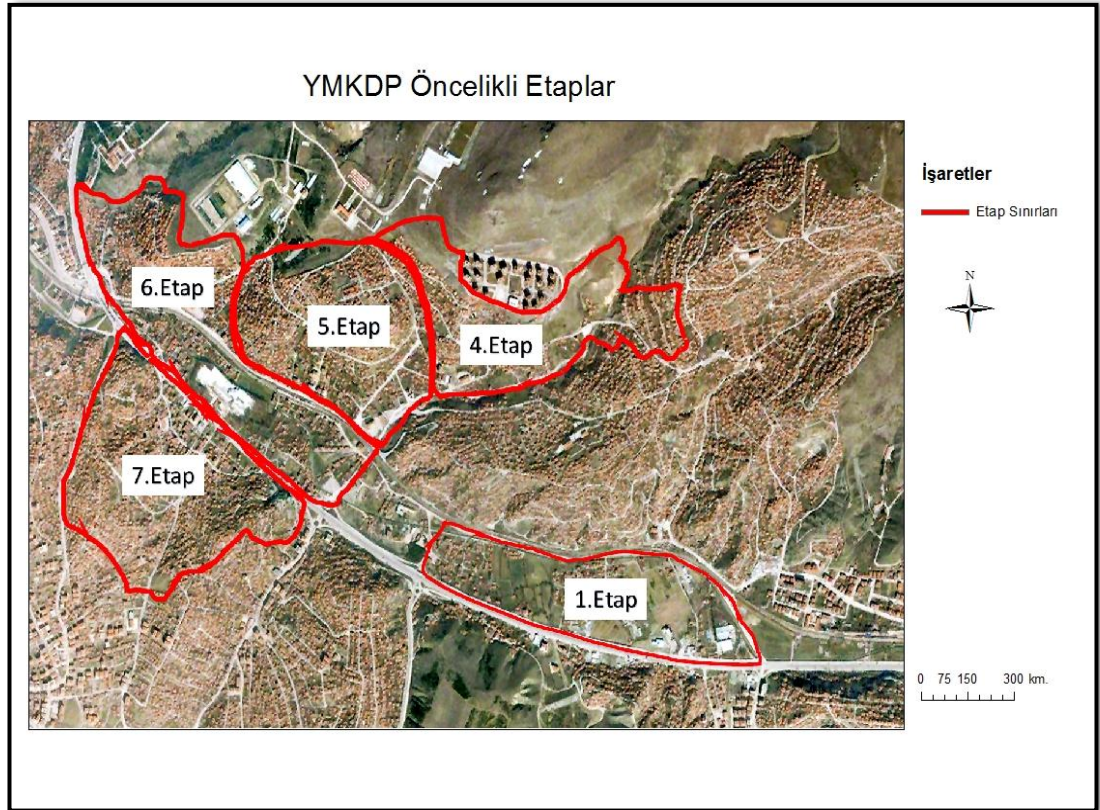 YMKDP Öncelikli Etaplar
İşaretler
Etap Sınırları
N
6.Etap
5.Etap
4.Etap
7.Etap
1.Etap
0 75 150 300 km.